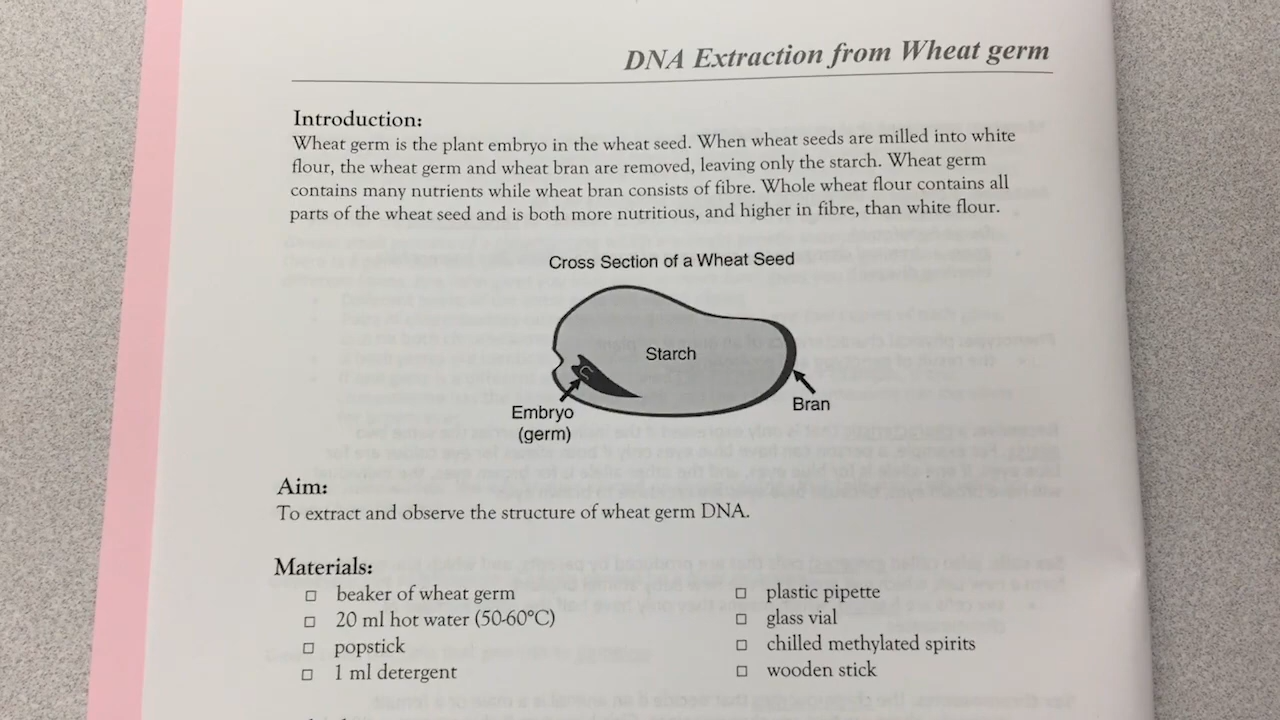 DNA Extraction from Wheat germ
Introduction:
Wheat germ is the plant embryo in the wheat seed. When wheat seeds are milled into white
flour, the wheat germ and wheat bran are removed, leaving only the starch. Wheat germ
contains many nutrients while wheat bran consists of fibre. Whole wheat flour contains all
parts of the wheat seed and is both more nutritious, and higher in fibre, than white flour.
Cross Section of a Wheat Seed
Starch
Embryo
(germ)
Bran
Aim:
To extract and observe the structure of wheat germ DNA.
Materials:
beaker of wheat germ
20 ml hot water (50-60°C)
popstick
1 ml detergent
plastic pipette
glass vial
chilled methylated spirits
wooden stick